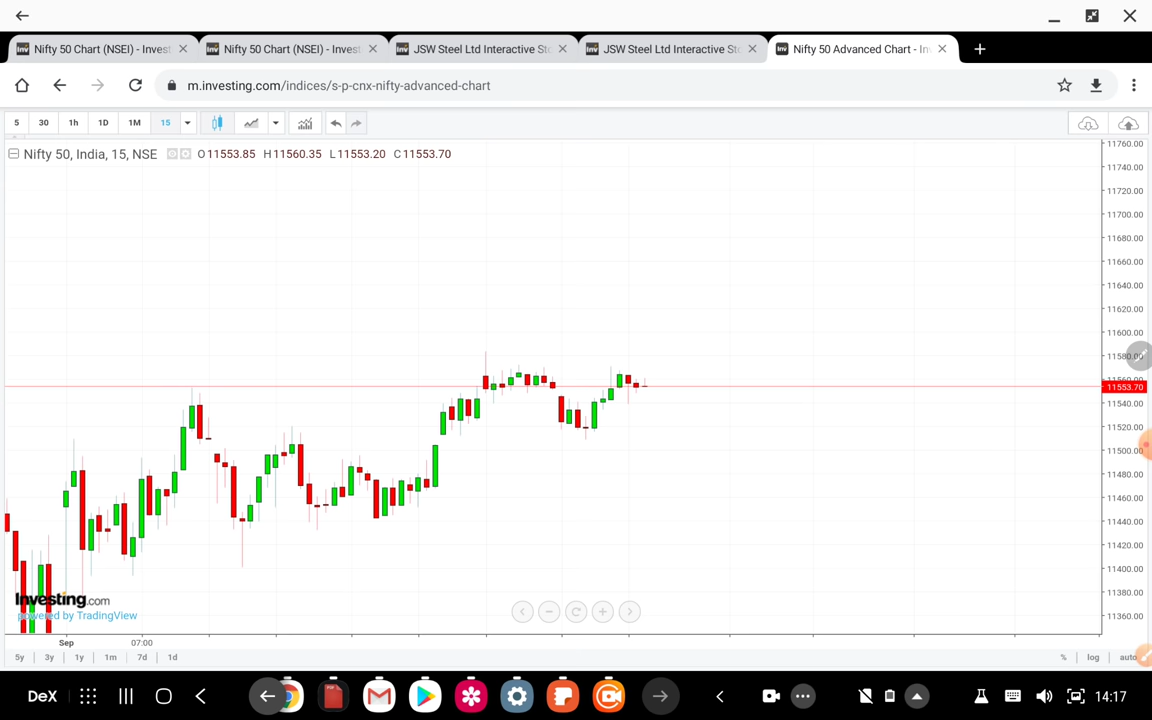 Nifty 50 Chart (NSEI) - Invest
Nifty 50 Chart (NSEI) - Invest
JSW Steel Ltd Interactive Sto
JSW Steel Ltd Interactive Sto
Nifty 50 Advanced Chart - In
m.investing.com/indices/s-p-cnx-nifty-advanced-chart
5 30 1h 1D 1M 15
Nifty 50, India, 15, NSE O11553.85 H11560.35 L11553.20 C11553.70
11760.00
11740.00
11720.00
11700.00
11680.00
11660.00
11640.00
11620.00
11600.00
11580.00
11560.00
11553.70
11540.00
11520.00
11500.00
11480.00
11460.00
11440.00
11420.00
11400.00
11380.00
11360.00
Investing.com
powered by TradingView
Sep 07:00
5y 3y 1y 1m 7d 1d % log auto
DeX 14:17